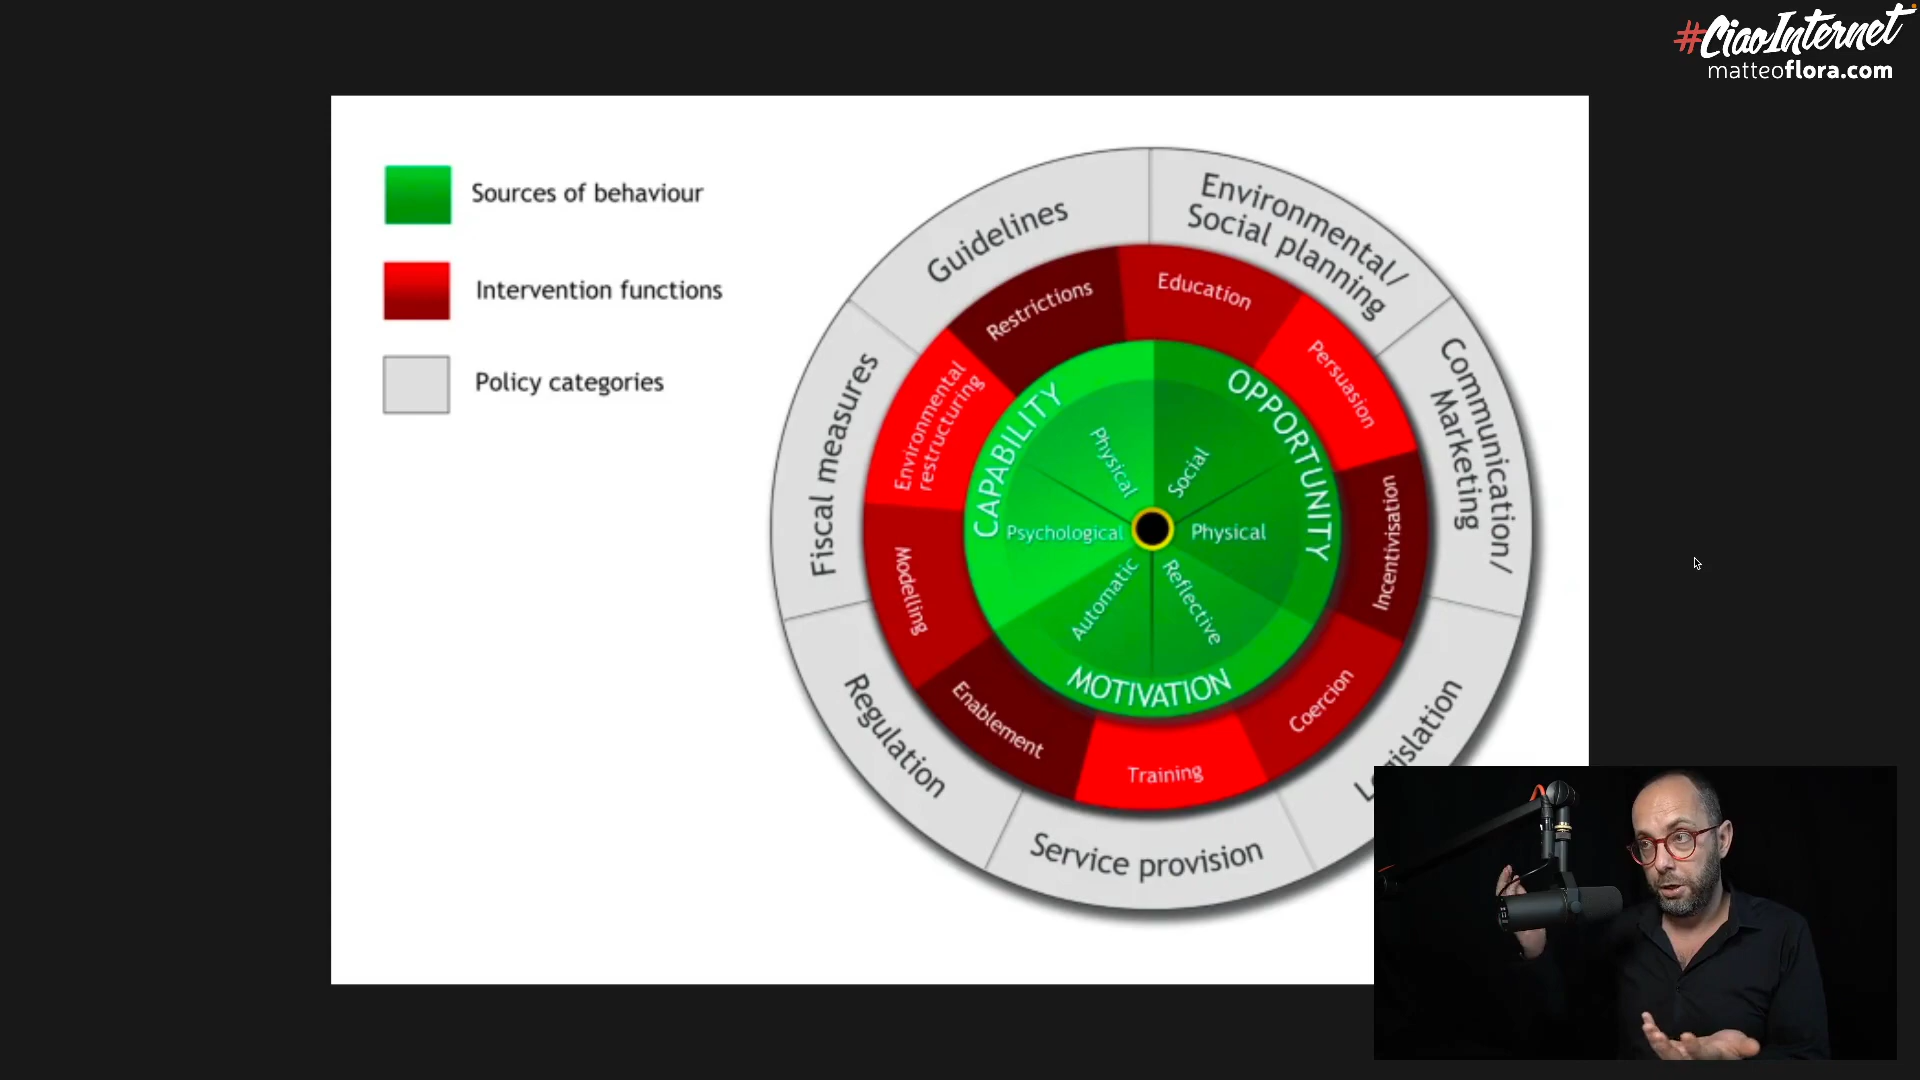 #CiaoInternet
matteoflora.com
Sources of behaviour
Intervention functions
Policy categories
Guidelines
Environmental/
Social planning
Communication/
Marketing
Legislation
Service provision
Regulation
Fiscal measures
Restrictions
Education
Persuasion
Incentivisation
Coercion
Training
Enablement
Modelling
Environmental
restructuring
CAPABILITY
OPPORTUNITY
MOTIVATION
Physical
Social
Psychological
Physical
Automatic
Reflective